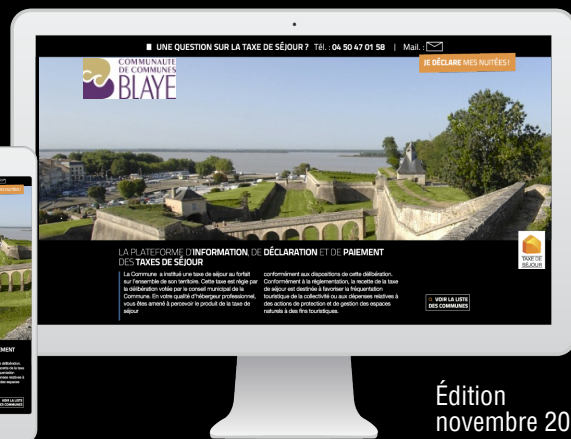 UNE QUESTION SUR LA TAXE DE SÉJOUR ? Tél. : 04 50 47 01 58 | Mail. :
JE DÉCLARE MES NUITÉES !
COMMUNAUTÉ
DE COMMUNES
BLAYE
LA PLATEFORME D'INFORMATION, DE DÉCLARATION ET DE PAIEMENT
DES TAXES DE SÉJOUR
La Commune a institué une taxe de séjour au forfait
sur l'ensemble de son territoire. Cette taxe est régie par
la délibération votée par le conseil municipal de la
Commune. En votre qualité d'hébergeur professionnel,
vous êtes amené à percevoir le produit de la taxe de
séjour
conformément aux dispositions de cette délibération.
Conformément à la réglementation, la recette de la taxe
de séjour est destinée à favoriser la fréquentation
touristique de la collectivité ou aux dépenses relatives à
des actions de protection et de gestion des espaces
naturels à des fins touristiques.
TAXE DE
SÉJOUR
VOIR LA LISTE
DES COMMUNES
EMENT
VOIR LA LISTE
DES COMMUNES
Édition
novembre 20